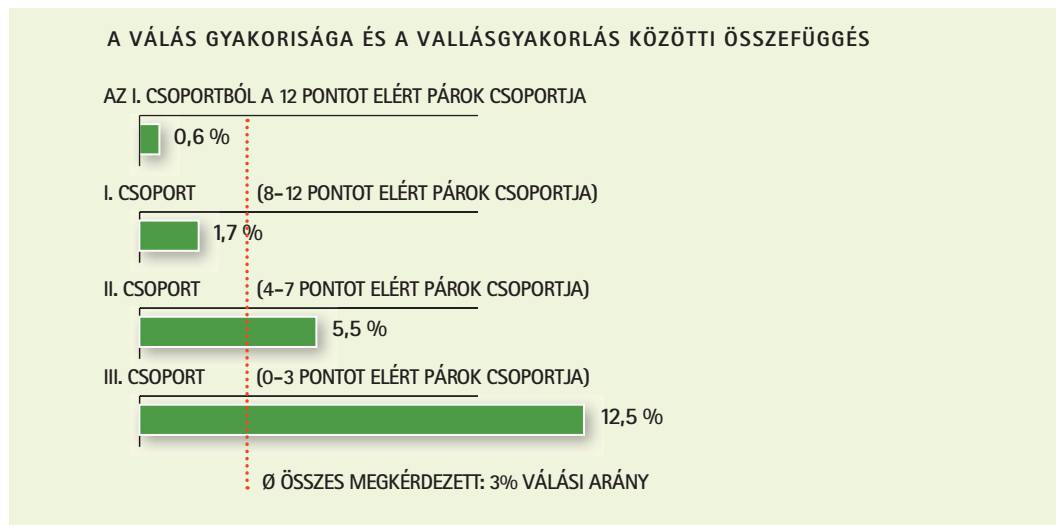 A VÁLÁS GYAKORISÁGA ÉS A VALLÁSGYAKORLÁS KÖZÖTTI ÖSSZEFÜGGÉS
AZ I. CSOPORTBÓL A 12 PONTOT ELÉRT PÁROK CSOPORTJA
0,6 %
I. CSOPORT (8–12 PONTOT ELÉRT PÁROK CSOPORTJA)
1,7 %
II. CSOPORT (4–7 PONTOT ELÉRT PÁROK CSOPORTJA)
5,5 %
III. CSOPORT (0–3 PONTOT ELÉRT PÁROK CSOPORTJA)
12,5 %
Ø ÖSSZES MEGKÉRDEZETT: 3% VÁLÁSI ARÁNY